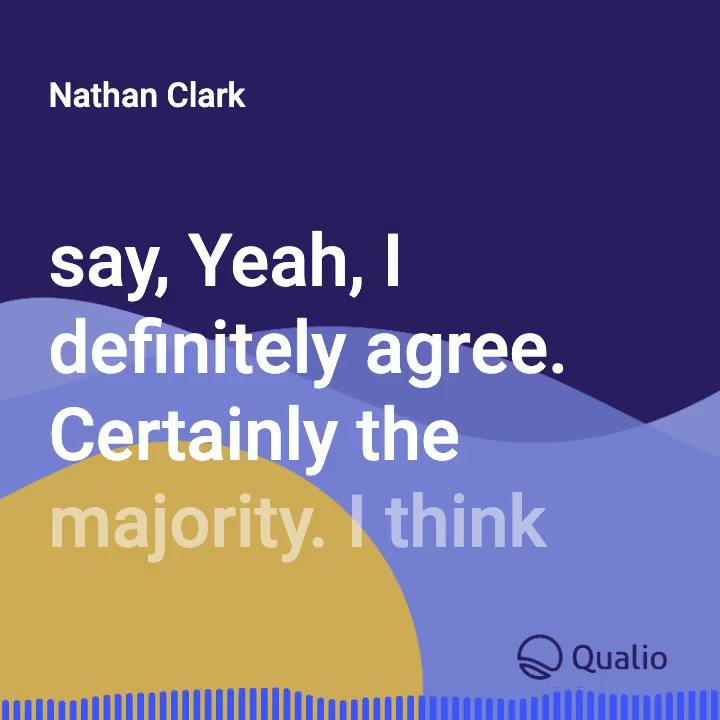 Nathan Clark
say, Yeah, I
definitely agree.
Certainly the
majority. I think
Qualio